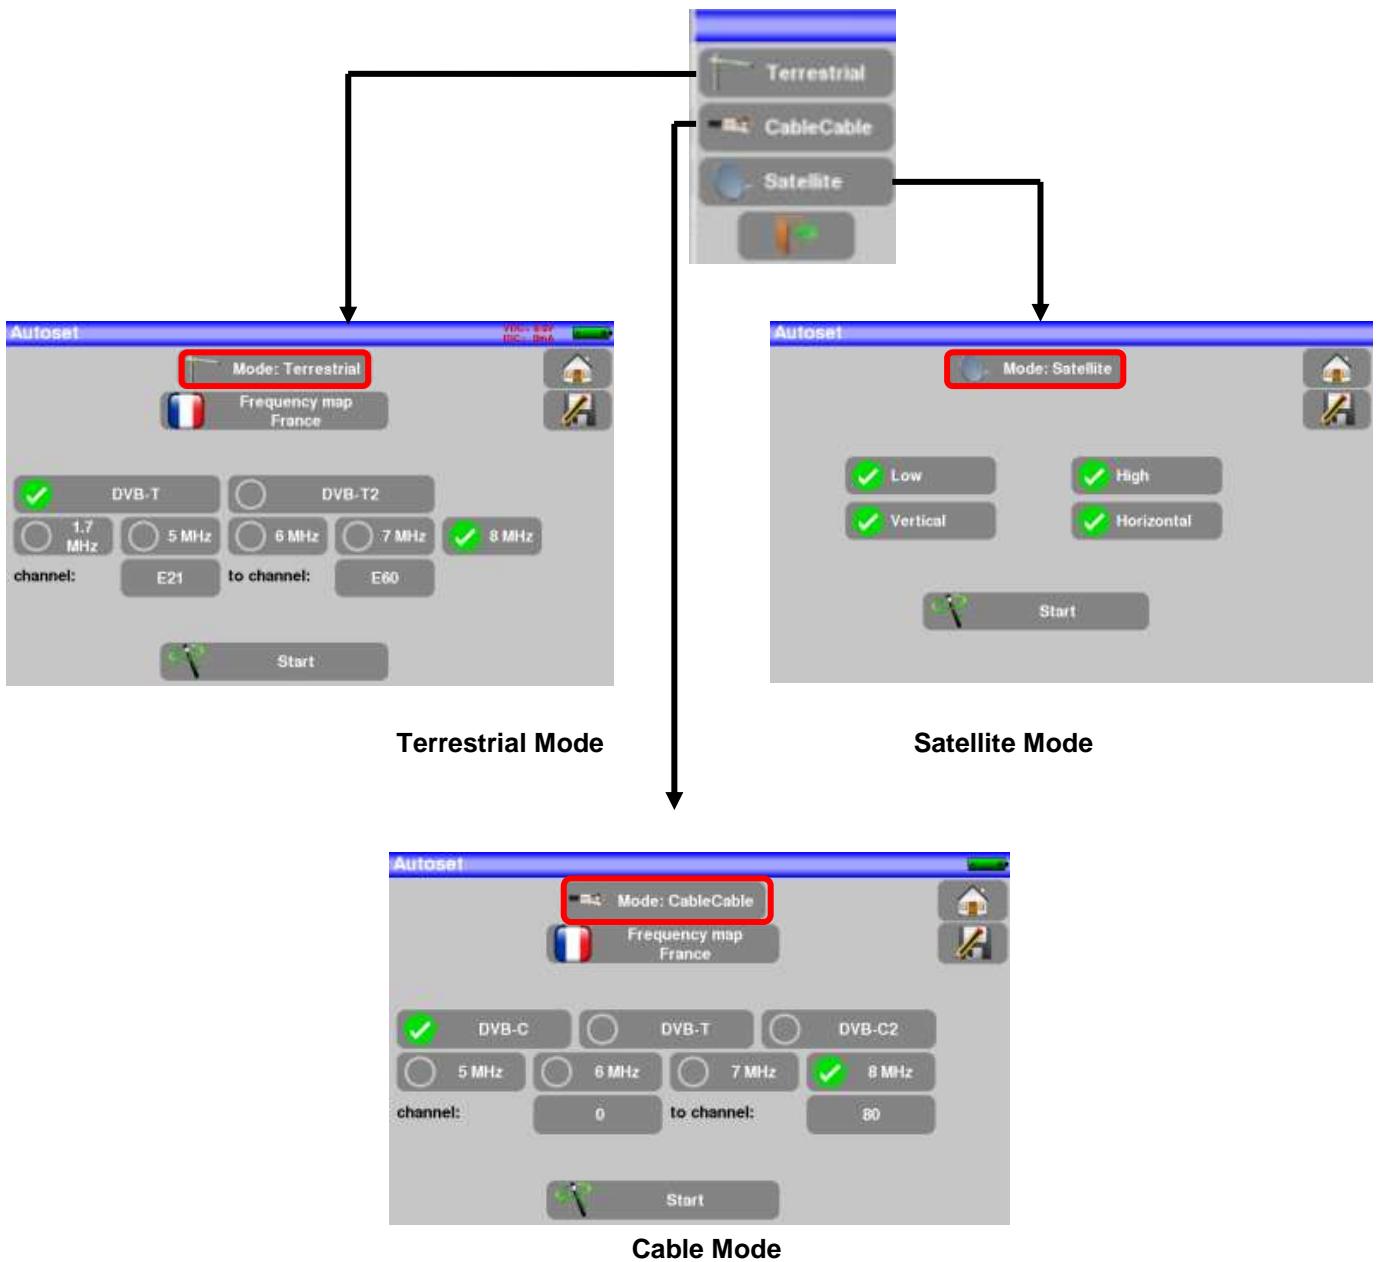 Terrestrial
CableCable
Satellite
Autoset
Mode: Terrestrial
Frequency map
France
DVB-T
DVB-T2
1.7
MHz
5 MHz
6 MHz
7 MHz
8 MHz
channel:
E21
to channel:
E60
Start
Terrestrial Mode
Autoset
Mode: Satellite
Low
High
Vertical
Horizontal
Start
Satellite Mode
Autoset
Mode: CableCable
Frequency map
France
DVB-C
DVB-T
DVB-C2
5 MHz
6 MHz
7 MHz
8 MHz
channel:
0
to channel:
80
Start
Cable Mode